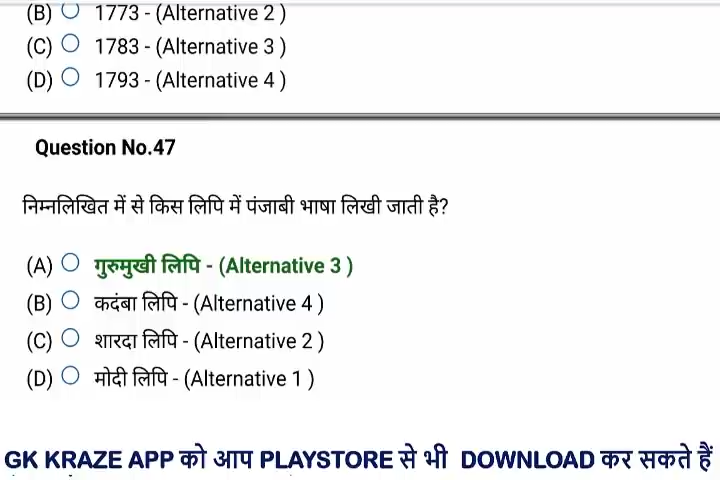 (B) 1773 - (Alternative 2 )
(C) 1783 - (Alternative 3 )
(D) 1793 - (Alternative 4 )
Question No.47
निम्नलिखित में से किस लिपि में पंजाबी भाषा लिखी जाती है?
(A) गुरुमुखी लिपि - (Alternative 3 )
(B) कदंबा लिपि - (Alternative 4 )
(C) शारदा लिपि - (Alternative 2 )
(D) मोदी लिपि - (Alternative 1 )
GK KRAZE APP को आप PLAYSTORE से भी DOWNLOAD कर सकते हैं